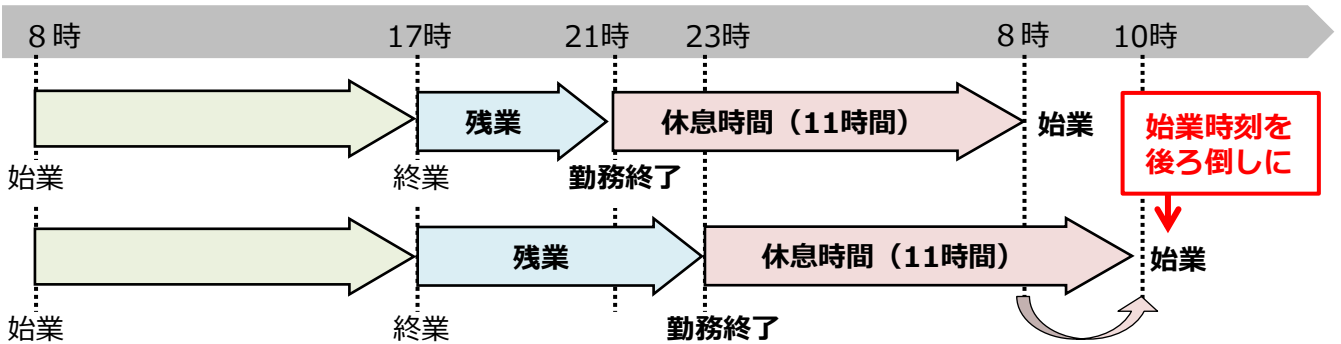 ８時 17時 21時 23時 ８時 10時
残業 休息時間（11時間） 始業
始業時刻を
後ろ倒しに
始業 終業 勤務終了
残業 休息時間（11時間） 始業
始業 終業 勤務終了